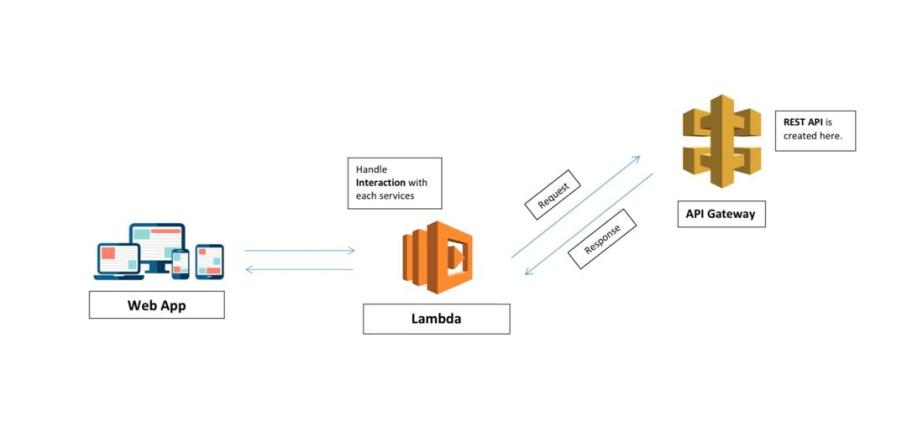 REST API is
created here.
Handle
Interaction with
each services
Request
API Gateway
Response
Web App
Lambda